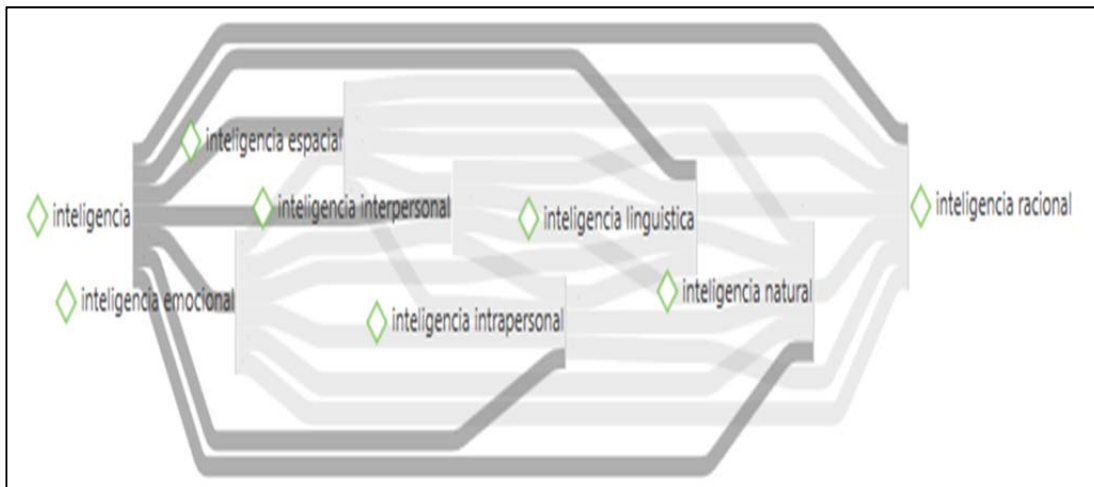 inteligencia
inteligencia emocional
inteligencia espacial
inteligencia interpersonal
inteligencia intrapersonal
inteligencia linguistica
inteligencia natural
inteligencia racional